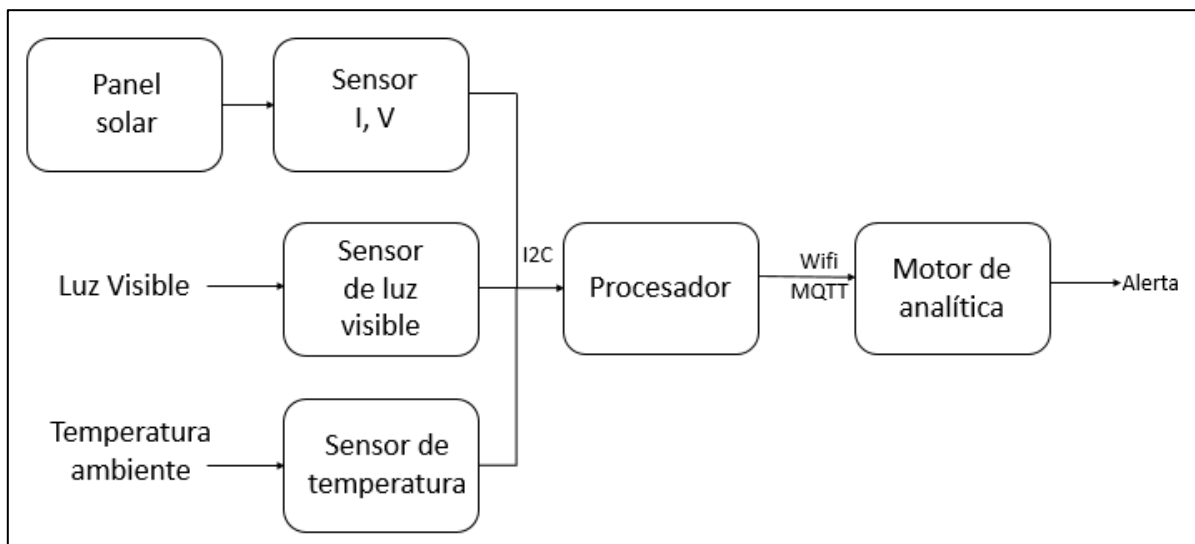 Panel
solar
Sensor
I, V
Luz Visible
Sensor
de luz
visible
I2C
Procesador
Wifi
MQTT
Motor de
analítica
Alerta
Temperatura
ambiente
Sensor de
temperatura